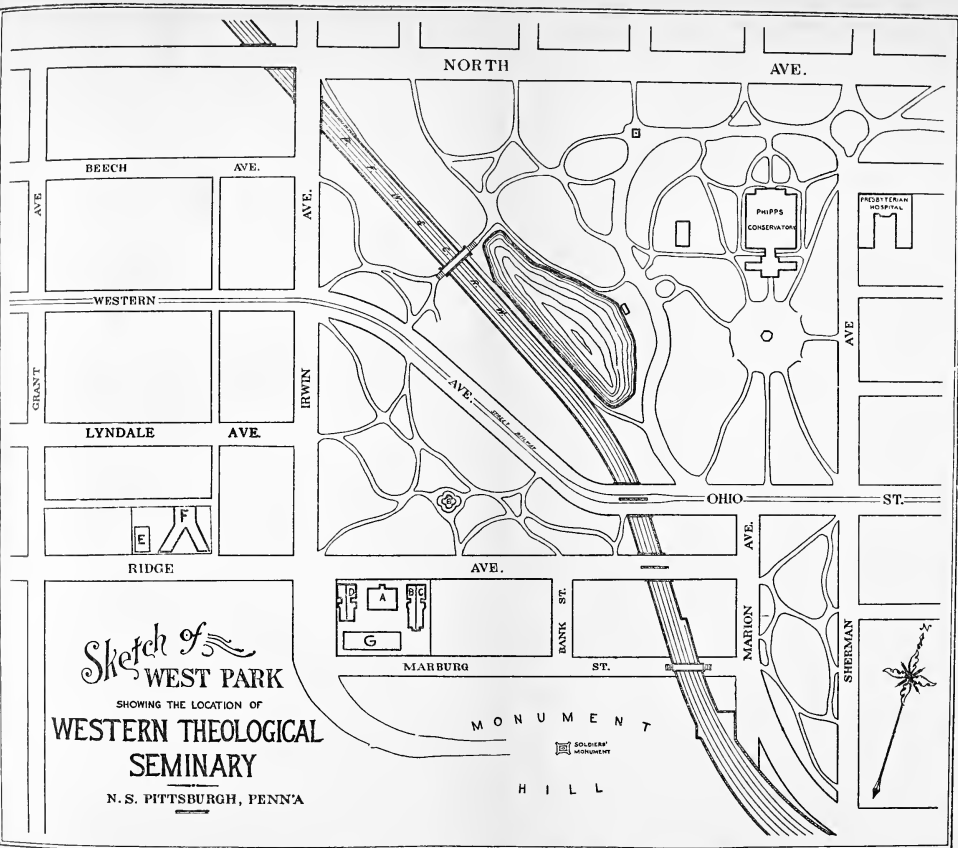 NORTH AVE.
BEECH AVE.
AVE
AVE.
PHIPPS
CONSERVATORY
PRESBYTERIAN
HOSPITAL
WESTERN
AVE.
STREET RAILWAY
GRANT
IRWIN
AVE
LYNDALE AVE.
OHIO ST.
E
F
RIDGE AVE.
AVE.
D
A
B C
G
BANK ST.
MARION
SHERMAN
MARBURG ST.
N
Sketch of
WEST PARK
SHOWING THE LOCATION OF
WESTERN THEOLOGICAL
SEMINARY
N. S. PITTSBURGH, PENN'A
MONUMENT
SOLDIERS'
MONUMENT
HILL